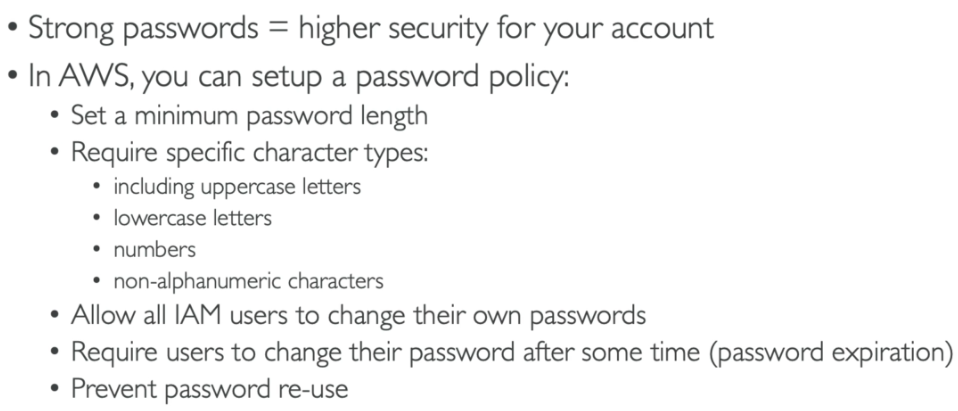 • Strong passwords = higher security for your account
• In AWS, you can setup a password policy:
• Set a minimum password length
• Require specific character types:
• including uppercase letters
• lowercase letters
• numbers
• non-alphanumeric characters
• Allow all IAM users to change their own passwords
• Require users to change their password after some time (password expiration)
• Prevent password re-use